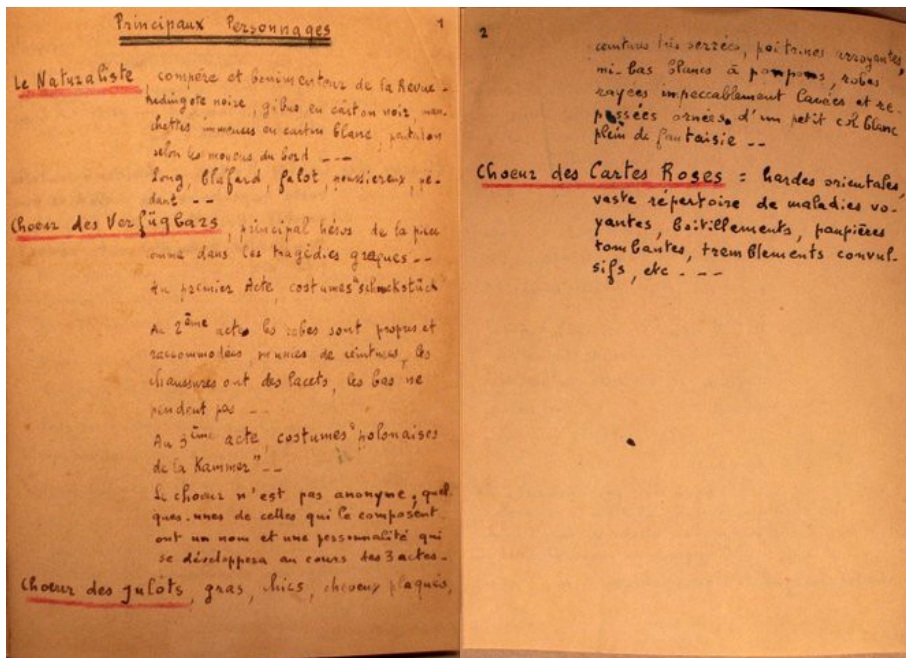 Principaux Personnages
1
Le Naturaliste compère et bonimenteur de la Revue -
Redingote noire, gibus en carton noir, man-
chettes immenses en carton blanc, pantalon
selon les moyens du bord ---
Long, blafard, falot, poussiereux, pé-
dant --
Choeur des Verfügbars, principal héros de la pièce
comme dans les tragédies grecques --
Au premier Acte, costumes "schmckstück
Au 2ème acte les robes sont propres et
raccommodées munies de ceintures, les
chaussures ont des lacets, les bas ne
pendent pas --
Au 3ème acte, costumes "polonaises
de la Kammer" --
Le choeur n'est pas anonyme, quel-
ques-unes de celles qui le composent
ont un nom et une personnalité qui
se développera au cours des 3 actes -
Choeur des julots, gras, chics, cheveux plaqués,
2
ceintures très serrées, poitrines arroyantes,
mi-bas blancs à pompons, robes
rayées impeccablement lavées et re-
passées ornées d'un petit col blanc
plein de fantaisie --
Choeur des Cartes Roses = hardes orientales,
vaste répertoire de maladies vo-
yantes, boitillements, paupières
tombantes, tremblements convul-
sifs, etc ---